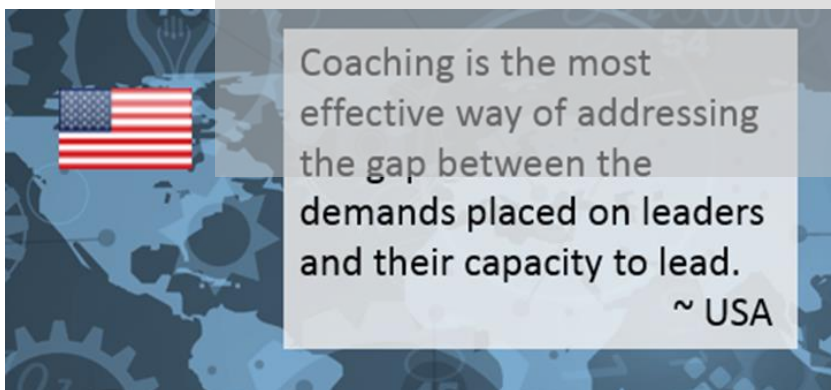 Coaching is the most
effective way of addressing
the gap between the
demands placed on leaders
and their capacity to lead.
~ USA